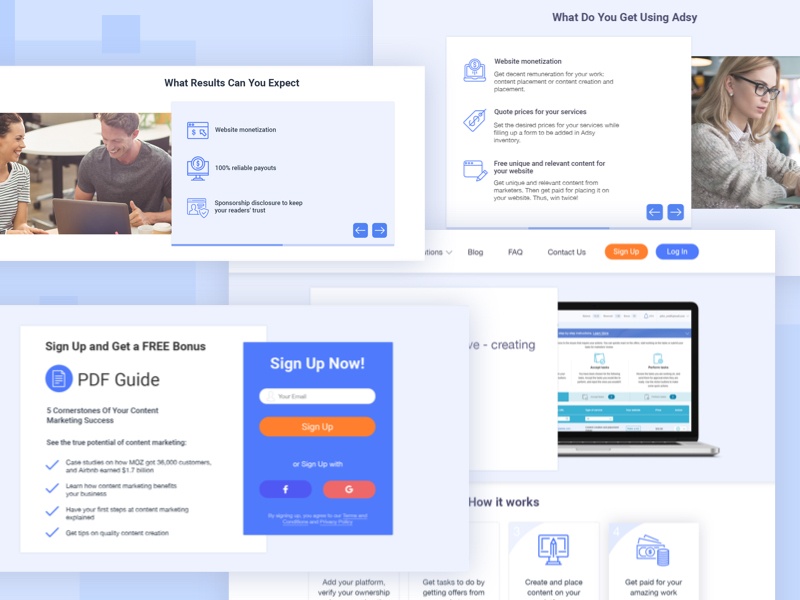 What Do You Get Using Adsy
Website monetization
Get decent remuneration for your work:
content placement or content creation and
placement.
Quote prices for your services
Set the desired prices for your services while
filling up a form to be added in Adsy
inventory.
Free unique and relevant content for
your website
Get unique and relevant content from
marketers. Then get paid for placing it on
your website. Thus, win twice!
What Results Can You Expect
Website monetization
100% reliable payouts
Sponsorship disclosure to keep
your readers' trust
Blog
FAQ
Contact Us
Sign Up
Log In
- creating
Sign Up and Get a FREE Bonus
PDF Guide
5 Cornerstones Of Your Content
Marketing Success
See the true potential of content marketing:
Case studies on how MOZ got 36,000 customers,
and Airbnb earned $1.7 billion
Learn how content marketing benefits
your business
Have your first steps at content marketing
explained
Get tips on quality content creation
Sign Up Now!
Your Email
Sign Up
or Sign Up with
f
G
By signing up, you agree to our Terms and
Conditions and Privacy Policy
How it works
3
4
Add your platform,
verify your ownership
Get tasks to do by
getting offers from
Create and place
content on your
Get paid for your
amazing work